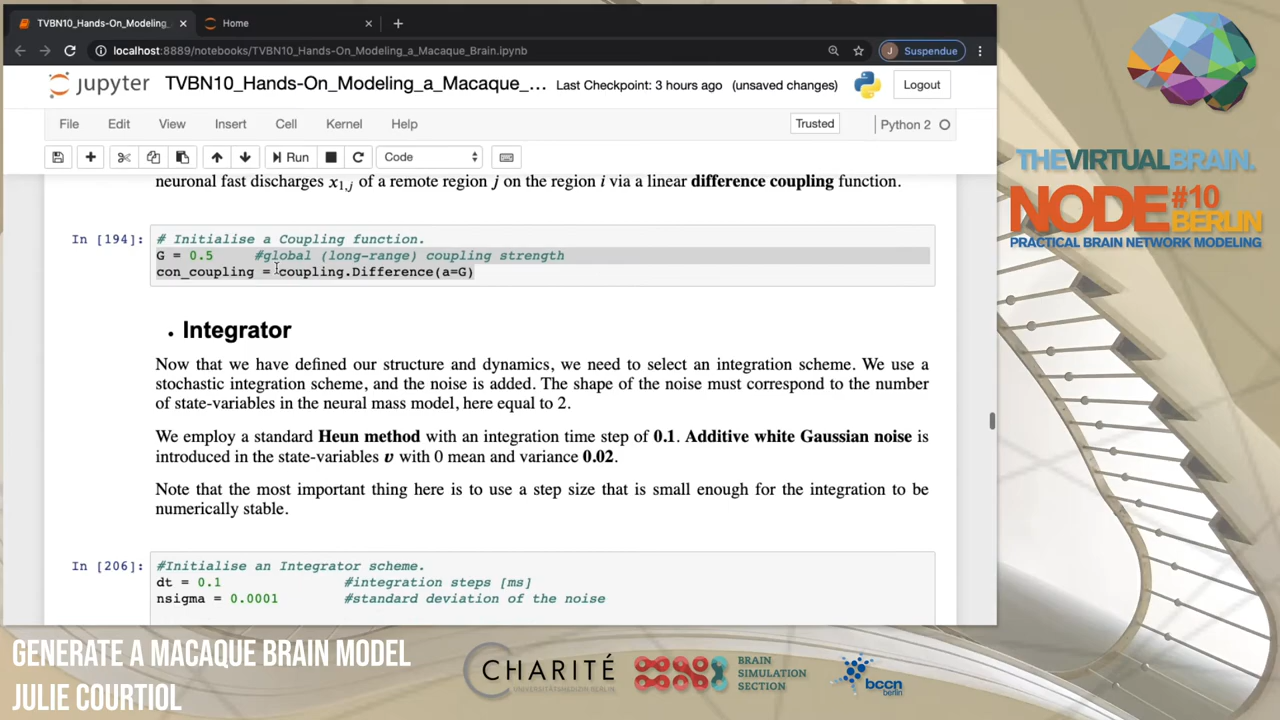 TVBN10_Hands-On_Modeling_
Home
localhost:8889/notebooks/TVBN10_Hands-On_Modeling_a_Macaque_Brain.ipynb
Suspendue
jupyter TVBN10_Hands-On_Modeling_a_Macaque_... Last Checkpoint: 3 hours ago (unsaved changes) Logout
File Edit View Insert Cell Kernel Help Trusted Python 2
Run Code
neuronal fast discharges x1,j of a remote region j on the region i via a linear difference coupling function.
In [194]: # Initialise a Coupling function.
G = 0.5 #global (long-range) coupling strength
con_coupling = coupling.Difference(a=G)
• Integrator
Now that we have defined our structure and dynamics, we need to select an integration scheme. We use a
stochastic integration scheme, and the noise is added. The shape of the noise must correspond to the number
of state-variables in the neural mass model, here equal to 2.
We employ a standard Heun method with an integration time step of 0.1. Additive white Gaussian noise is
introduced in the state-variables v with 0 mean and variance 0.02.
Note that the most important thing here is to use a step size that is small enough for the integration to be
numerically stable.
In [206]: #Initialise an Integrator scheme.
dt = 0.1 #integration steps [ms]
nsigma = 0.0001 #standard deviation of the noise
THEVIRTUALBRAIN.
NODE #10
BERLIN
PRACTICAL BRAIN NETWORK MODELING
GENERATE A MACAQUE BRAIN MODEL
JULIE COURTIOL
CHARITÉ
UNIVERSITÄTSMEDIZIN BERLIN
BRAIN
SIMULATION
SECTION
bccn
berlin